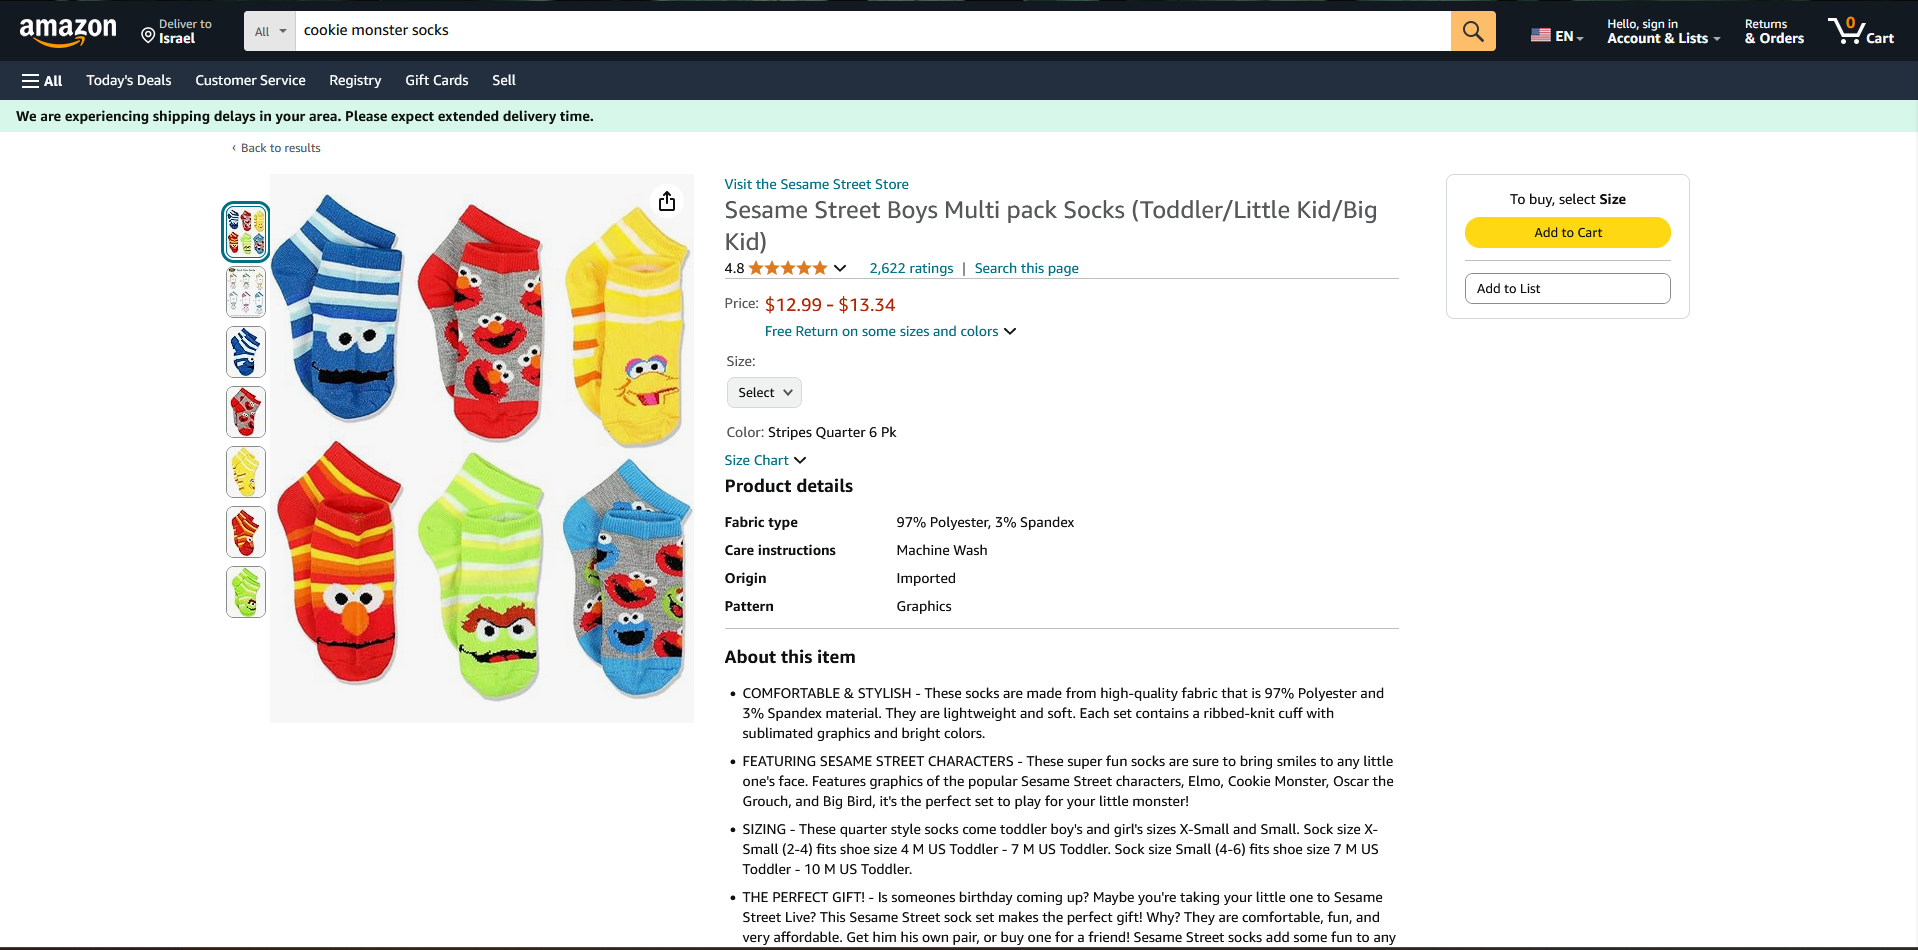 amazon
Deliver to
Israel
All
cookie monster socks
EN
Hello, sign in
Account & Lists
Returns
& Orders
0
Cart
All
Today's Deals
Customer Service
Registry
Gift Cards
Sell
We are experiencing shipping delays in your area. Please expect extended delivery time.
‹ Back to results
Visit the Sesame Street Store
Sesame Street Boys Multi pack Socks (Toddler/Little Kid/Big
Kid)
4.8
2,622 ratings | Search this page
Price: $12.99 - $13.34
Free Return on some sizes and colors
Size:
Select
Color: Stripes Quarter 6 Pk
Size Chart
Product details
Fabric type 97% Polyester, 3% Spandex
Care instructions Machine Wash
Origin Imported
Pattern Graphics
About this item
• COMFORTABLE & STYLISH - These socks are made from high-quality fabric that is 97% Polyester and
3% Spandex material. They are lightweight and soft. Each set contains a ribbed-knit cuff with
sublimated graphics and bright colors.
• FEATURING SESAME STREET CHARACTERS - These super fun socks are sure to bring smiles to any little
one's face. Features graphics of the popular Sesame Street characters, Elmo, Cookie Monster, Oscar the
Grouch, and Big Bird, it's the perfect set to play for your little monster!
• SIZING - These quarter style socks come toddler boy's and girl's sizes X-Small and Small. Sock size X-
Small (2-4) fits shoe size 4 M US Toddler - 7 M US Toddler. Sock size Small (4-6) fits shoe size 7 M US
Toddler - 10 M US Toddler.
• THE PERFECT GIFT! - Is someones birthday coming up? Maybe you're taking your little one to Sesame
Street Live? This Sesame Street sock set makes the perfect gift! Why? They are comfortable, fun, and
very affordable. Get him his own pair, or buy one for a friend! Sesame Street socks add some fun to any
To buy, select Size
Add to Cart
Add to List